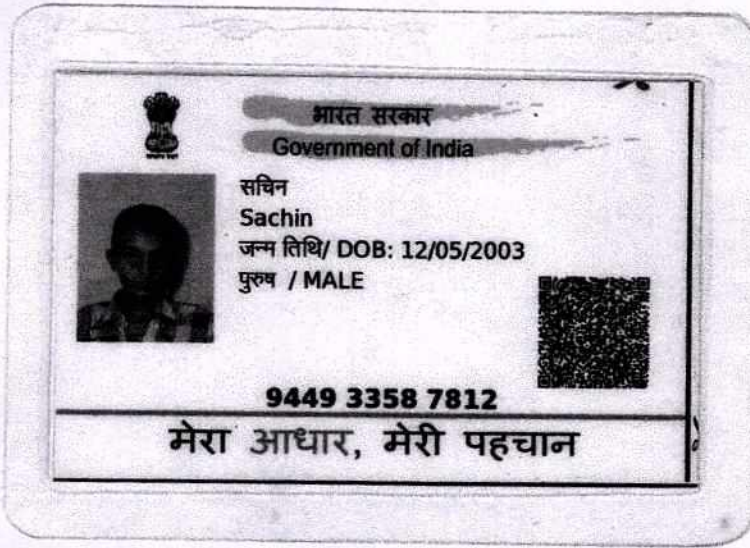 भारत सरकार
Government of India
सचिन
Sachin
जन्म तिथि/ DOB: 12/05/2003
पुरुष / MALE
9449 3358 7812
मेरा आधार, मेरी पहचान